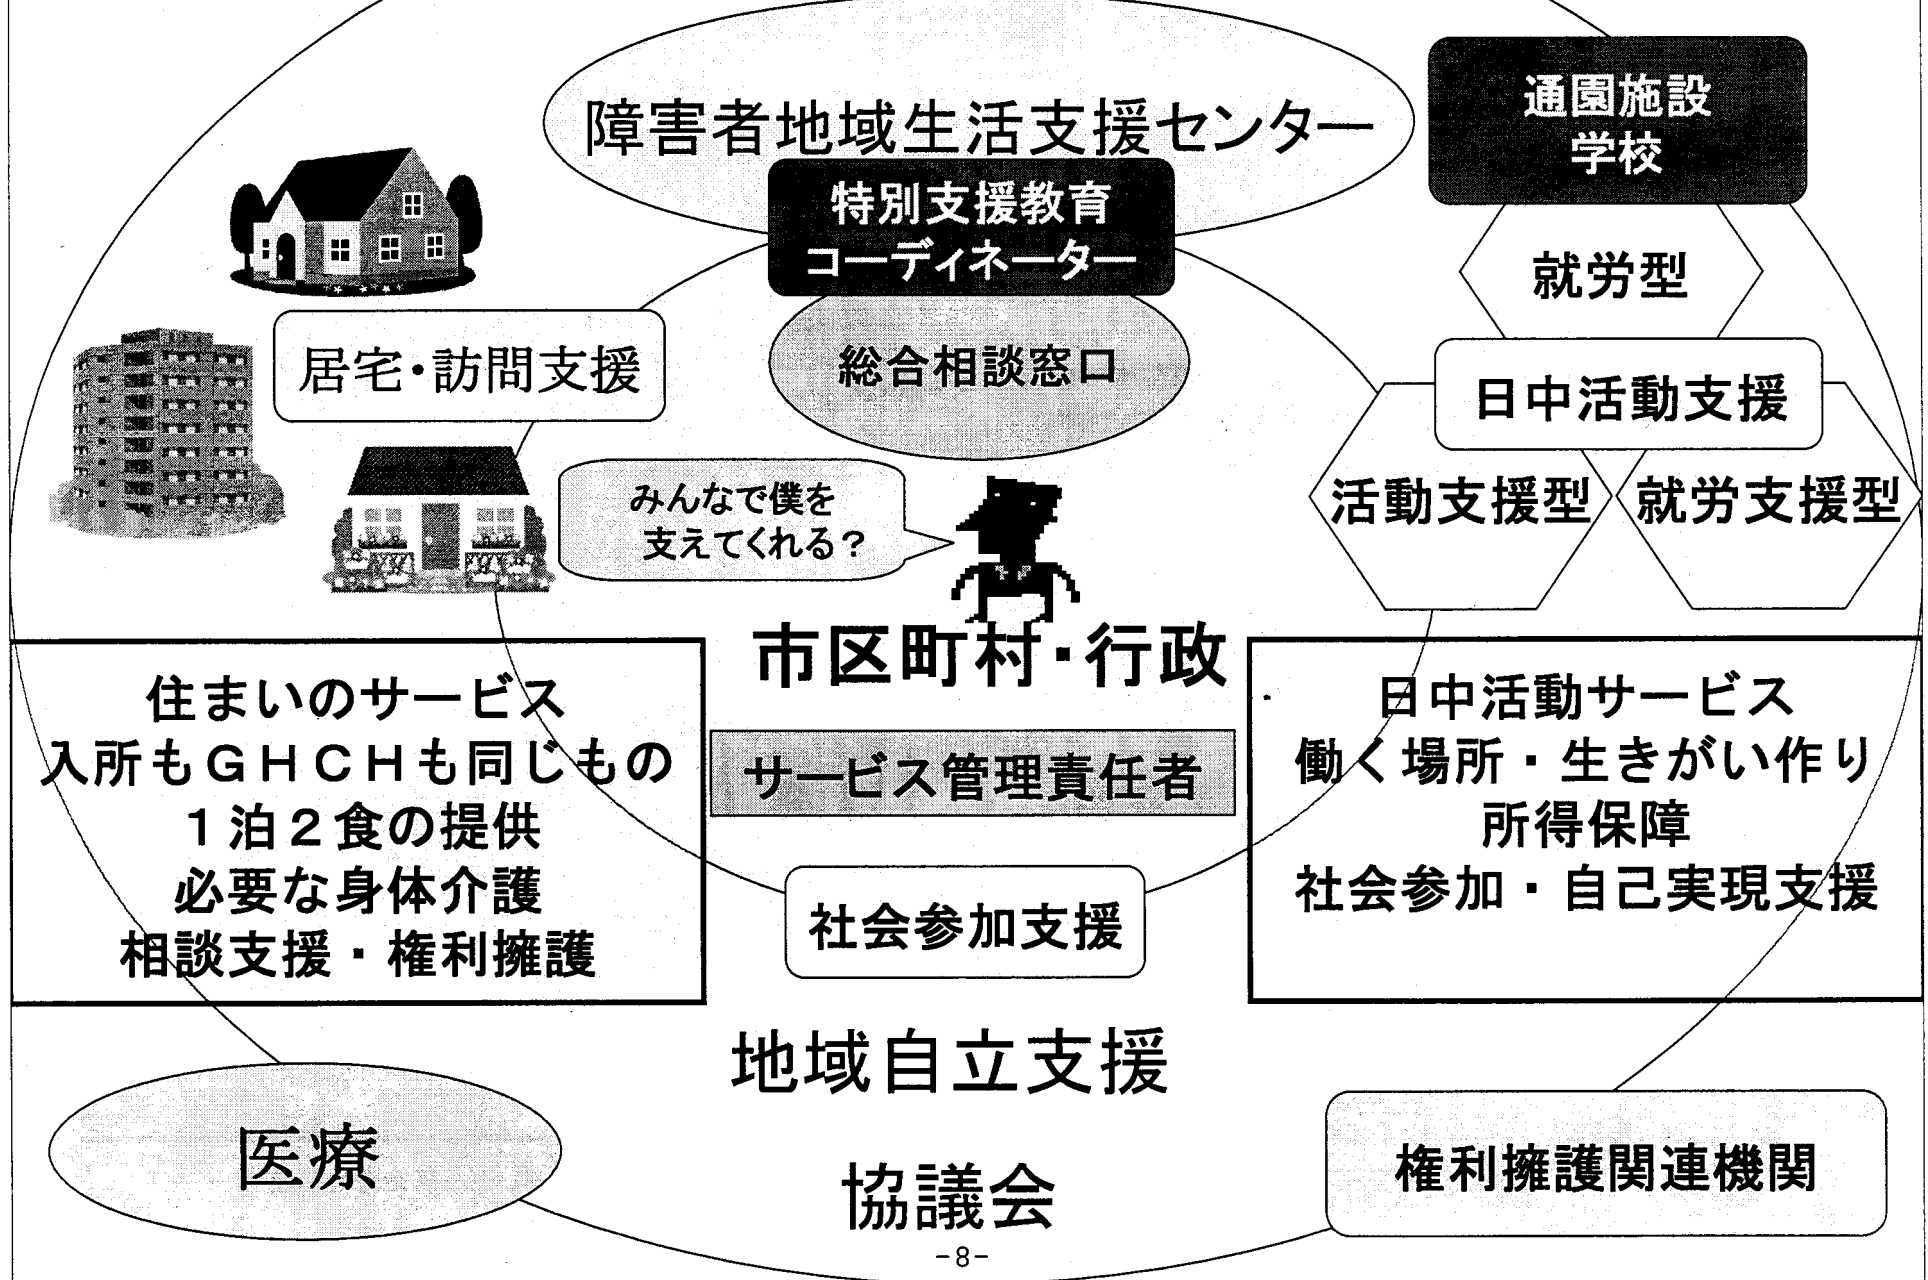 障害者地域生活支援センター
通園施設
学校
特別支援教育
コーディネーター
就労型
居宅・訪問支援
総合相談窓口
日中活動支援
みんなで僕を
支えてくれる？
活動支援型
就労支援型
市区町村・行政
住まいのサービス
入所もＧＨＣＨも同じもの
１泊２食の提供
必要な身体介護
相談支援・権利擁護
サービス管理責任者
日中活動サービス
働く場所・生きがい作り
所得保障
社会参加・自己実現支援
社会参加支援
地域自立支援
協議会
医療
権利擁護関連機関
-8-